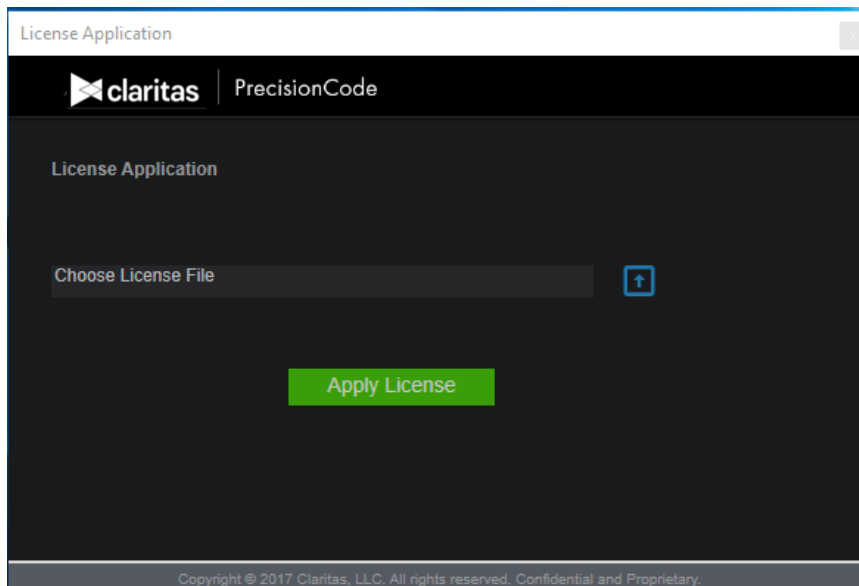 License Application
x
claritas PrecisionCode
License Application
Choose License File
Apply License
Copyright © 2017 Claritas, LLC. All rights reserved. Confidential and Proprietary.